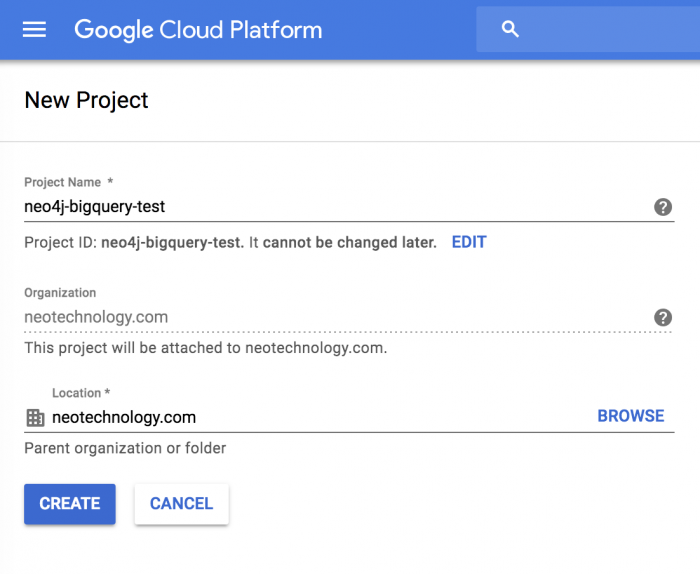 Google Cloud Platform
New Project
Project Name *
neo4j-bigquery-test
Project ID: neo4j-bigquery-test. It cannot be changed later. EDIT
Organization
neotechnology.com
This project will be attached to neotechnology.com.
Location *
neotechnology.com BROWSE
Parent organization or folder
CREATE CANCEL